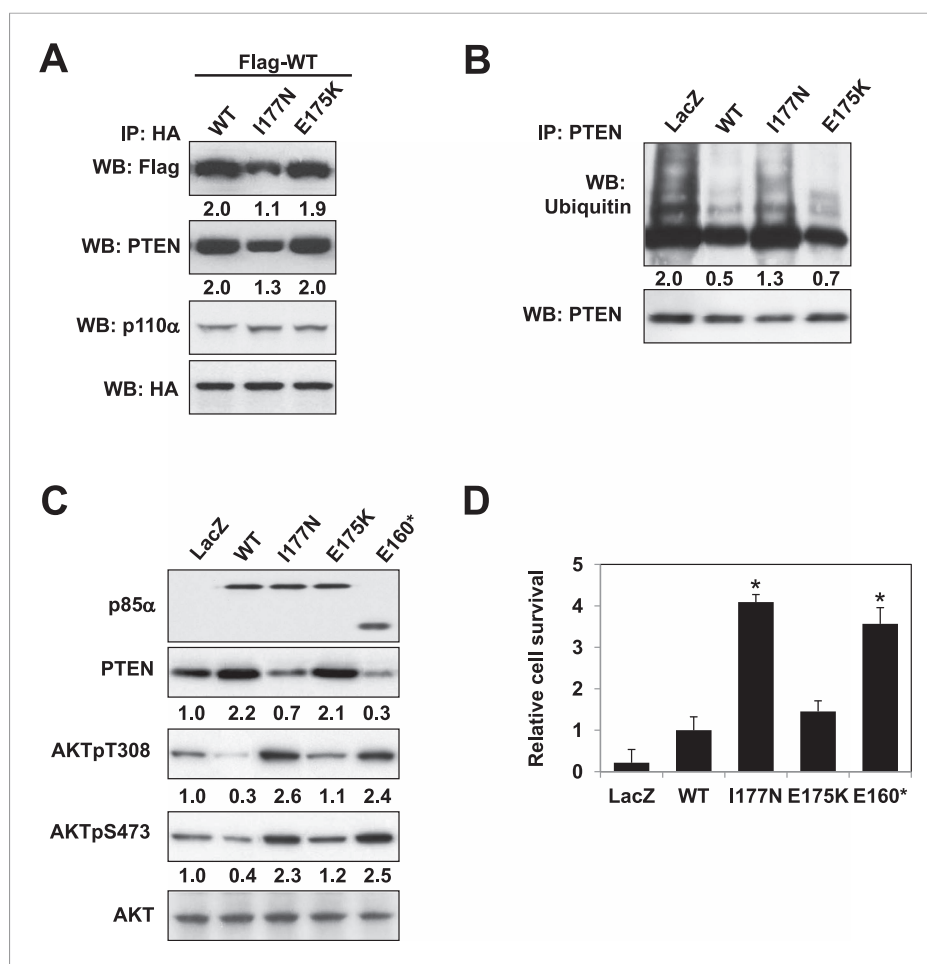 A
Flag-WT
IP: HA WT I177N E175K
WB: Flag
2.0 1.1 1.9
WB: PTEN
2.0 1.3 2.0
WB: p110α
WB: HA
B
IP: PTEN LacZ WT I177N E175K
WB:
Ubiquitin
2.0 0.5 1.3 0.7
WB: PTEN
C
LacZ WT I177N E175K E160*
p85α
PTEN
1.0 2.2 0.7 2.1 0.3
AKTpT308
1.0 0.3 2.6 1.1 2.4
AKTpS473
1.0 0.4 2.3 1.2 2.5
AKT
D
Relative cell survival
5
4
3
2
1
0
* *
LacZ WT I177N E175K E160*